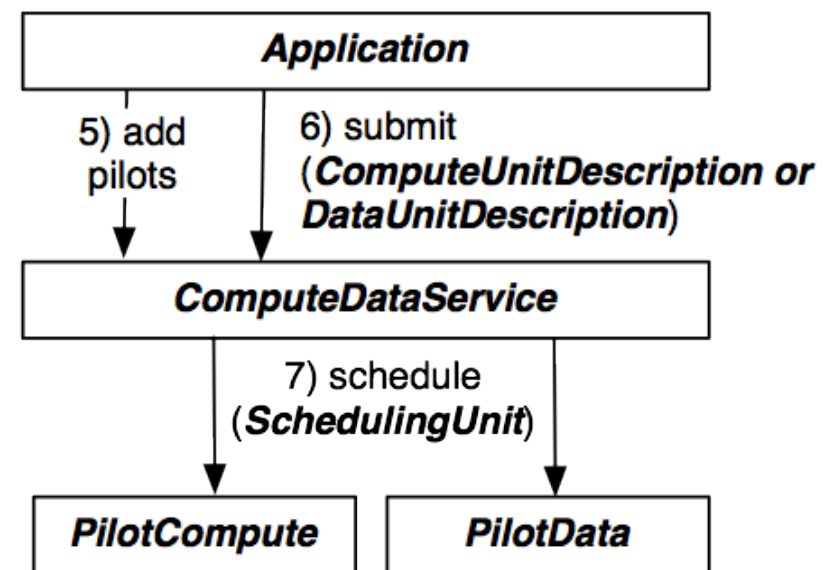 Application
5) add
pilots
6) submit
(ComputeUnitDescription or
DataUnitDescription)
ComputeDataService
7) schedule
(SchedulingUnit)
PilotCompute
PilotData